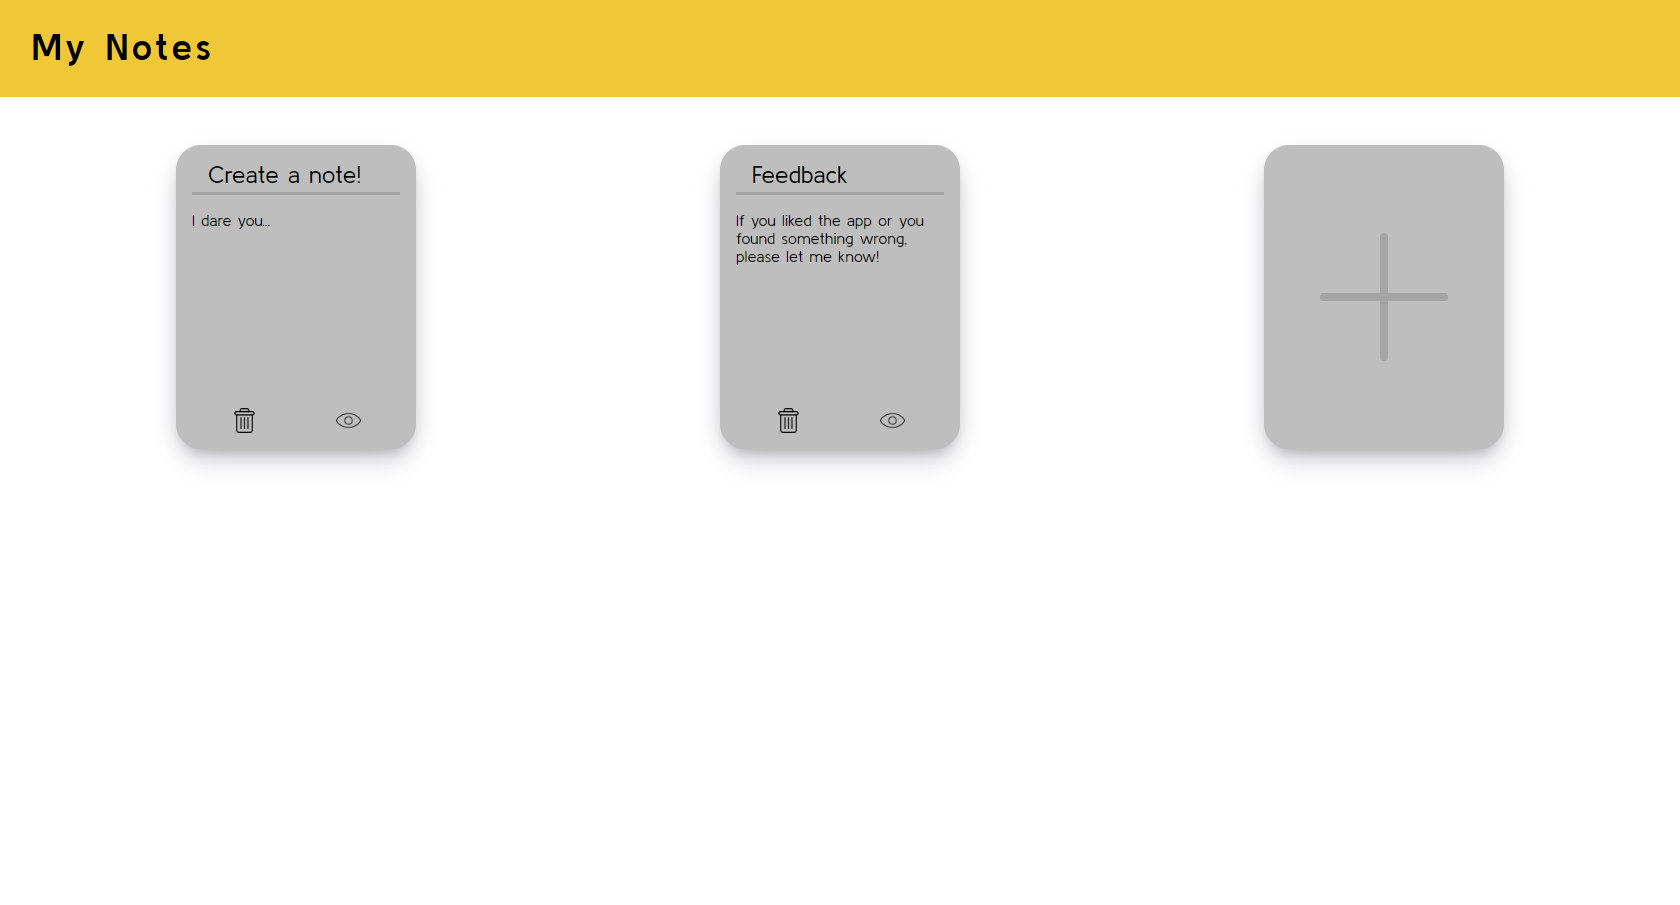 My Notes
Create a note!
I dare you...
Feedback
If you liked the app or you
found something wrong,
please let me know!